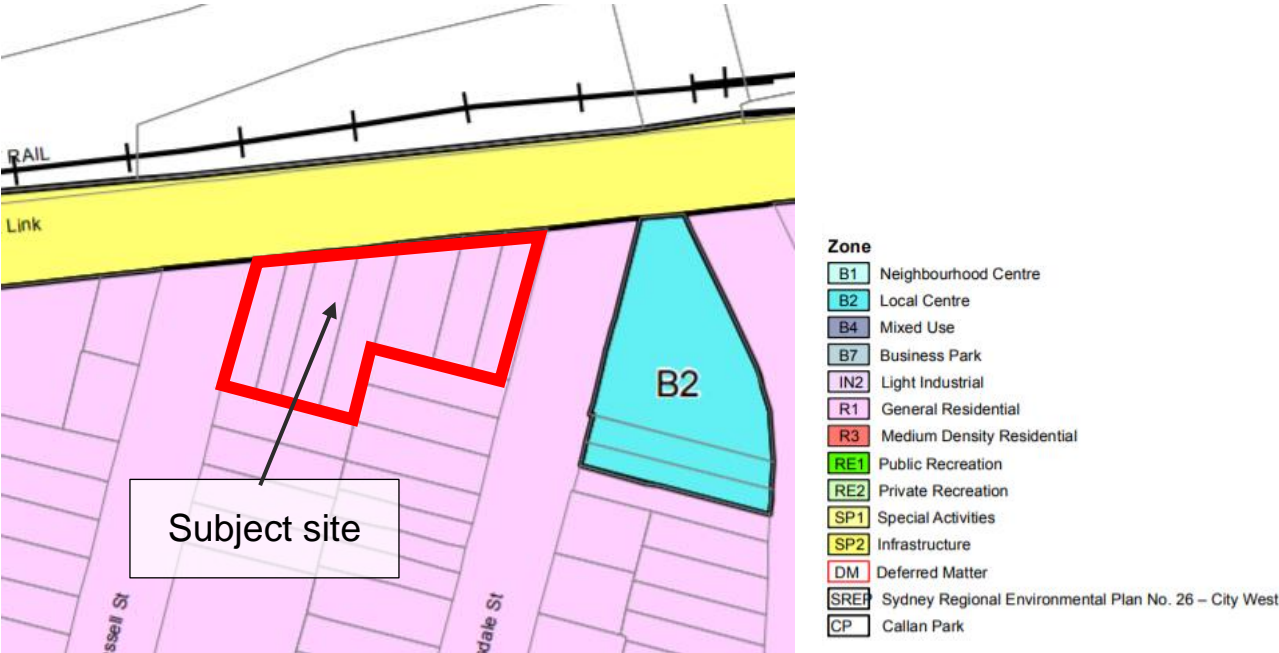 RAIL
Link
B2
Subject site
ssell St
dale St
Zone
B1 Neighbourhood Centre
B2 Local Centre
B4 Mixed Use
B7 Business Park
IN2 Light Industrial
R1 General Residential
R3 Medium Density Residential
RE1 Public Recreation
RE2 Private Recreation
SP1 Special Activities
SP2 Infrastructure
DM Deferred Matter
SREP Sydney Regional Environmental Plan No. 26 – City West
CP Callan Park